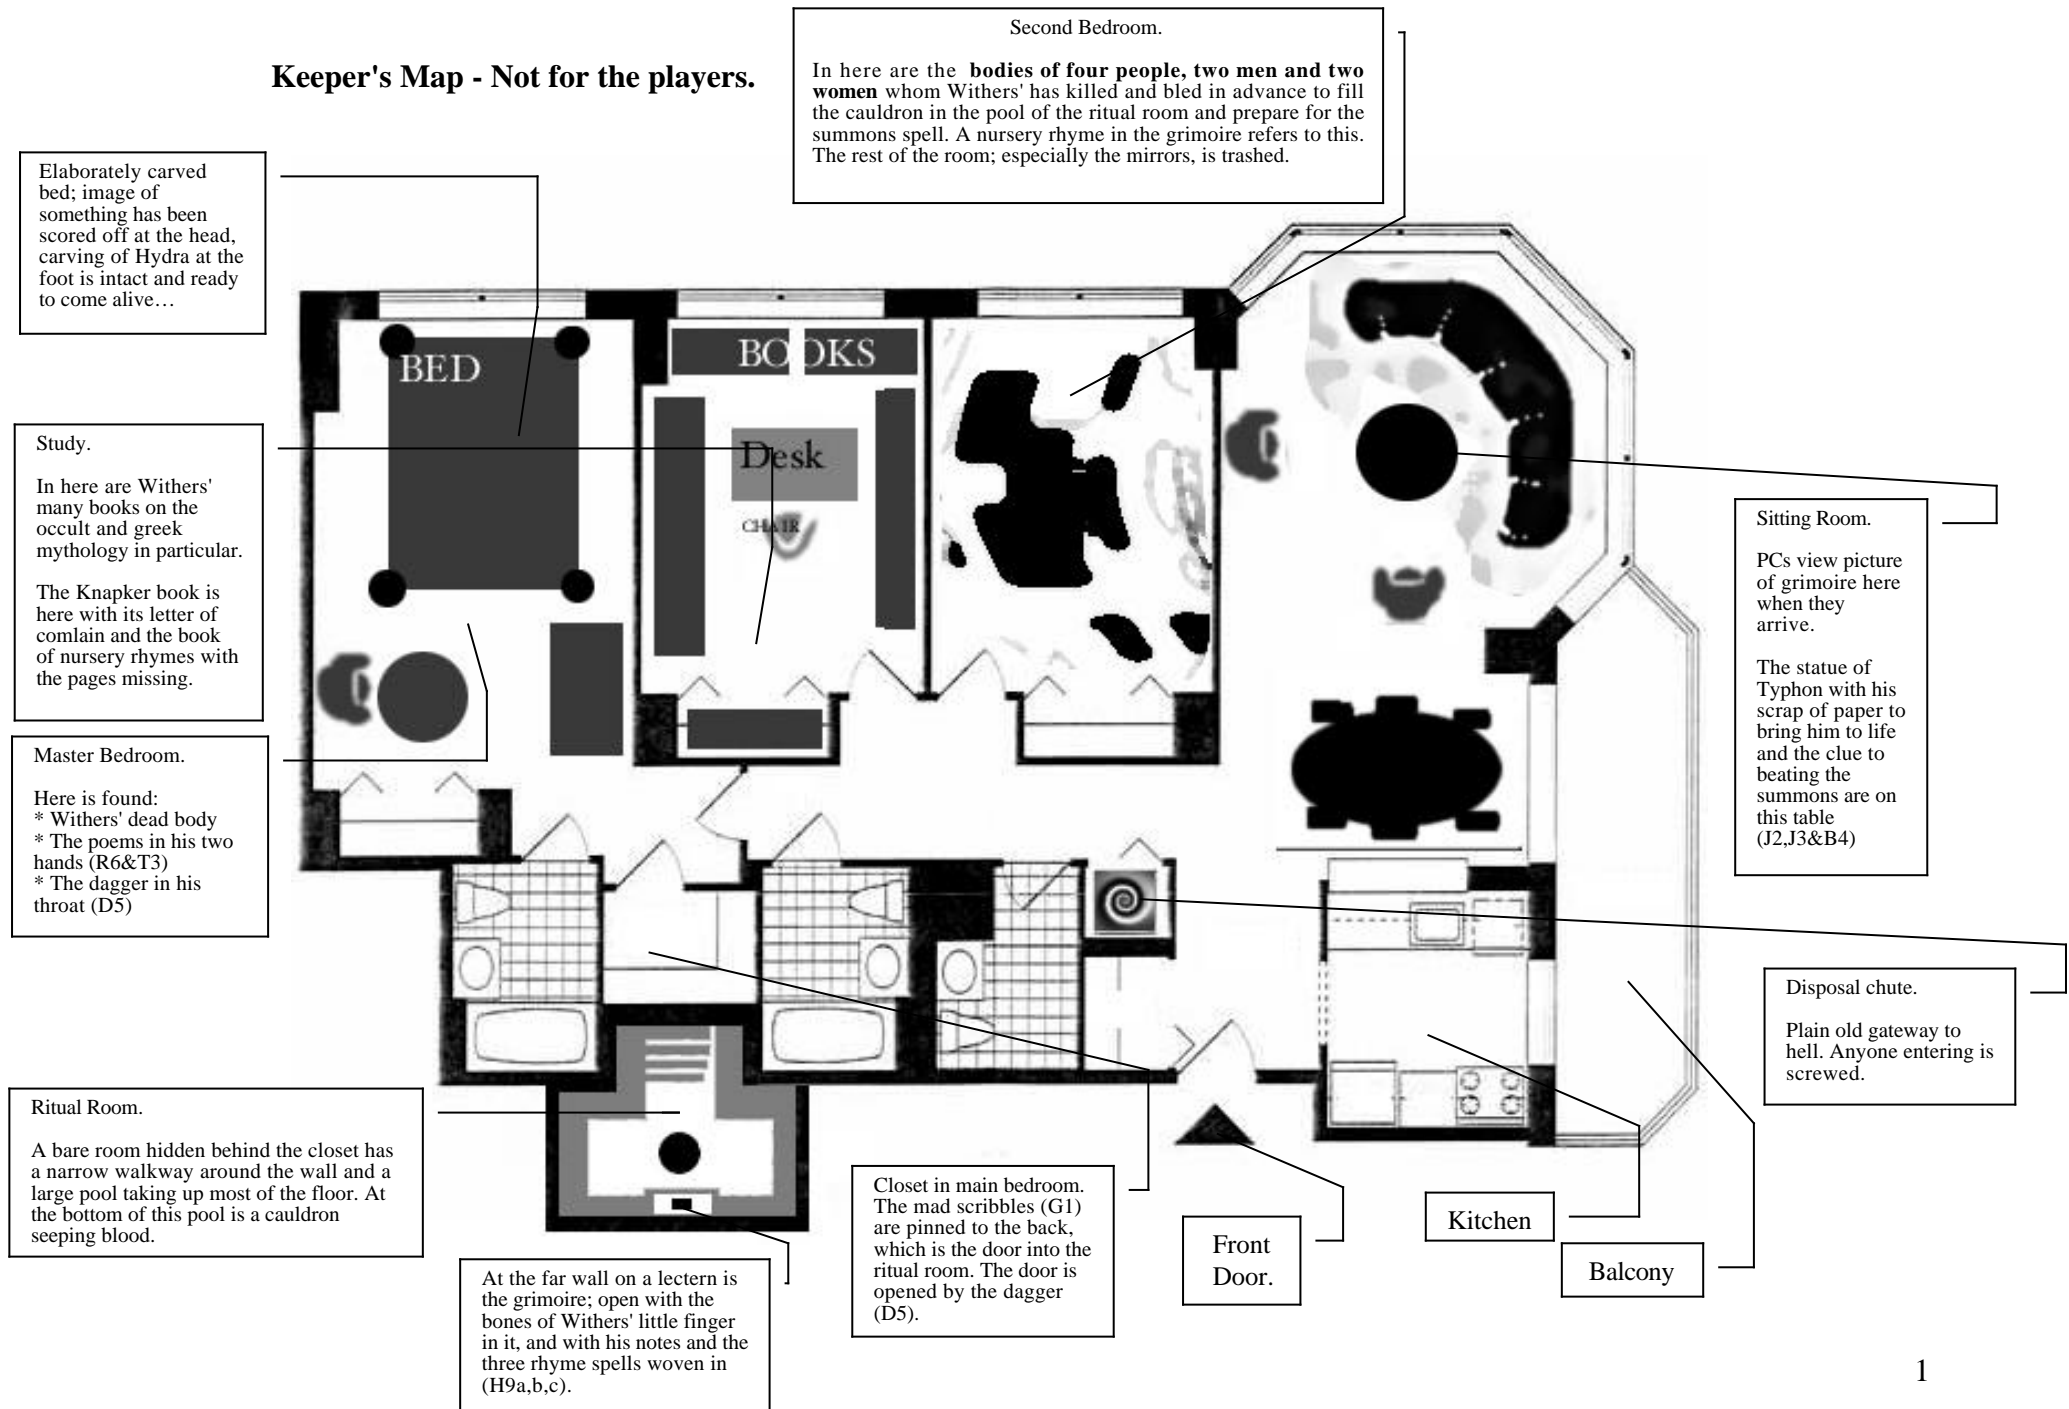 Keeper's Map - Not for the players.
Second Bedroom.
In here are the bodies of four people, two men and two
women whom Withers' has killed and bled in advance to fill
the cauldron in the pool of the ritual room and prepare for the
summons spell. A nursery rhyme in the grimoire refers to this.
The rest of the room; especially the mirrors, is trashed.
Elaborately carved
bed; image of
something has been
scored off at the head,
carving of Hydra at the
foot is intact and ready
to come alive…
BED
BOOKS
Desk
CHAIR
Study.
In here are Withers'
many books on the
occult and greek
mythology in particular.
The Knapker book is
here with its letter of
comlain and the book
of nursery rhymes with
the pages missing.
Sitting Room.
PCs view picture
of grimoire here
when they
arrive.
The statue of
Typhon with his
scrap of paper to
bring him to life
and the clue to
beating the
summons are on
this table
(J2,J3&B4)
Master Bedroom.
Here is found:
* Withers' dead body
* The poems in his two
hands (R6&T3)
* The dagger in his
throat (D5)
Disposal chute.
Plain old gateway to
hell. Anyone entering is
screwed.
Ritual Room.
A bare room hidden behind the closet has
a narrow walkway around the wall and a
large pool taking up most of the floor. At
the bottom of this pool is a cauldron
seeping blood.
At the far wall on a lectern is
the grimoire; open with the
bones of Withers' little finger
in it, and with his notes and the
three rhyme spells woven in
(H9a,b,c).
Closet in main bedroom.
The mad scribbles (G1)
are pinned to the back,
which is the door into the
ritual room. The door is
opened by the dagger
(D5).
Front
Door.
Kitchen
Balcony
1